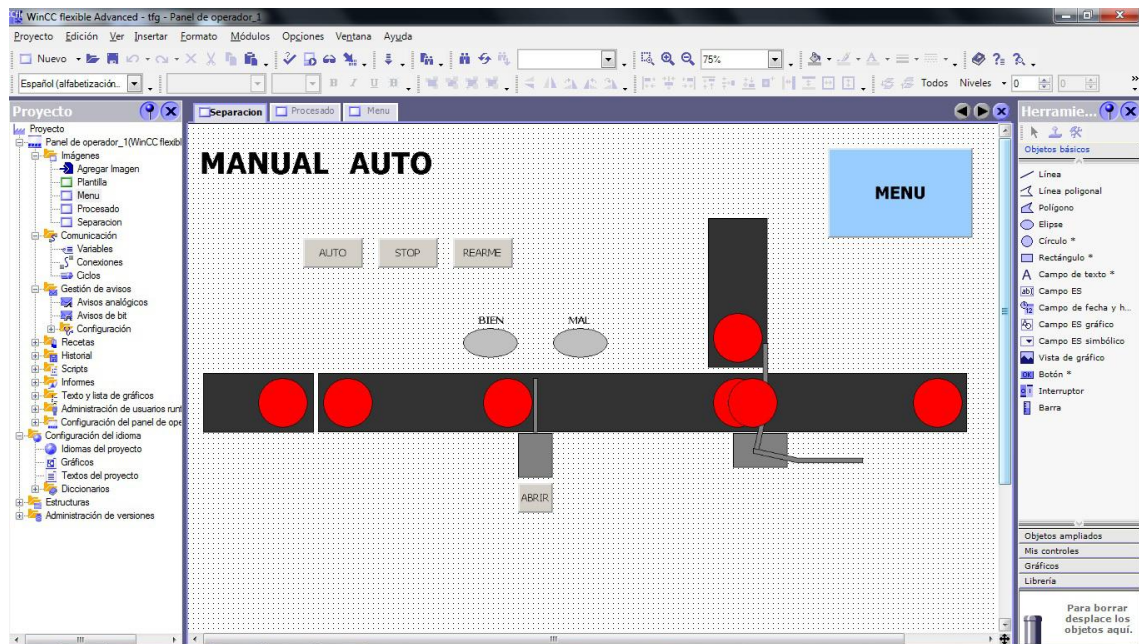 WinCC flexible Advanced - tfg - Panel de operador_1
Proyecto Edición Ver Insertar Formato Módulos Opciones Ventana Ayuda
Nuevo 75%
Español (alfabetización.. B I U Todos Niveles 0 0
Proyecto
Separacion Procesado Menu
Herramie...
Proyecto
Panel de operador_1(WinCC flexibl
Imágenes
Agregar Imagen
Plantilla
Menu
Procesado
Separacion
Comunicación
Variables
Conexiones
Ciclos
Gestión de avisos
Avisos analógicos
Avisos de bit
Configuración
Recetas
Historial
Scripts
Informes
Texto y lista de gráficos
Administración de usuarios runt
Configuración del panel de ope
Configuración del idioma
Idiomas del proyecto
Gráficos
Textos del proyecto
Diccionarios
Estructuras
Administración de versiones
MANUAL AUTO
MENU
AUTO STOP REARME
BIEN MAL
ABRIR
Objetos básicos
Línea
Línea poligonal
Polígono
Elipse
Círculo *
Rectángulo *
A Campo de texto *
Campo ES
Campo de fecha y h...
Campo ES gráfico
Campo ES simbólico
Vista de gráfico
OK Botón *
Interruptor
Barra
Objetos ampliados
Mis controles
Gráficos
Librería
Para borrar
desplace los
objetos aquí.